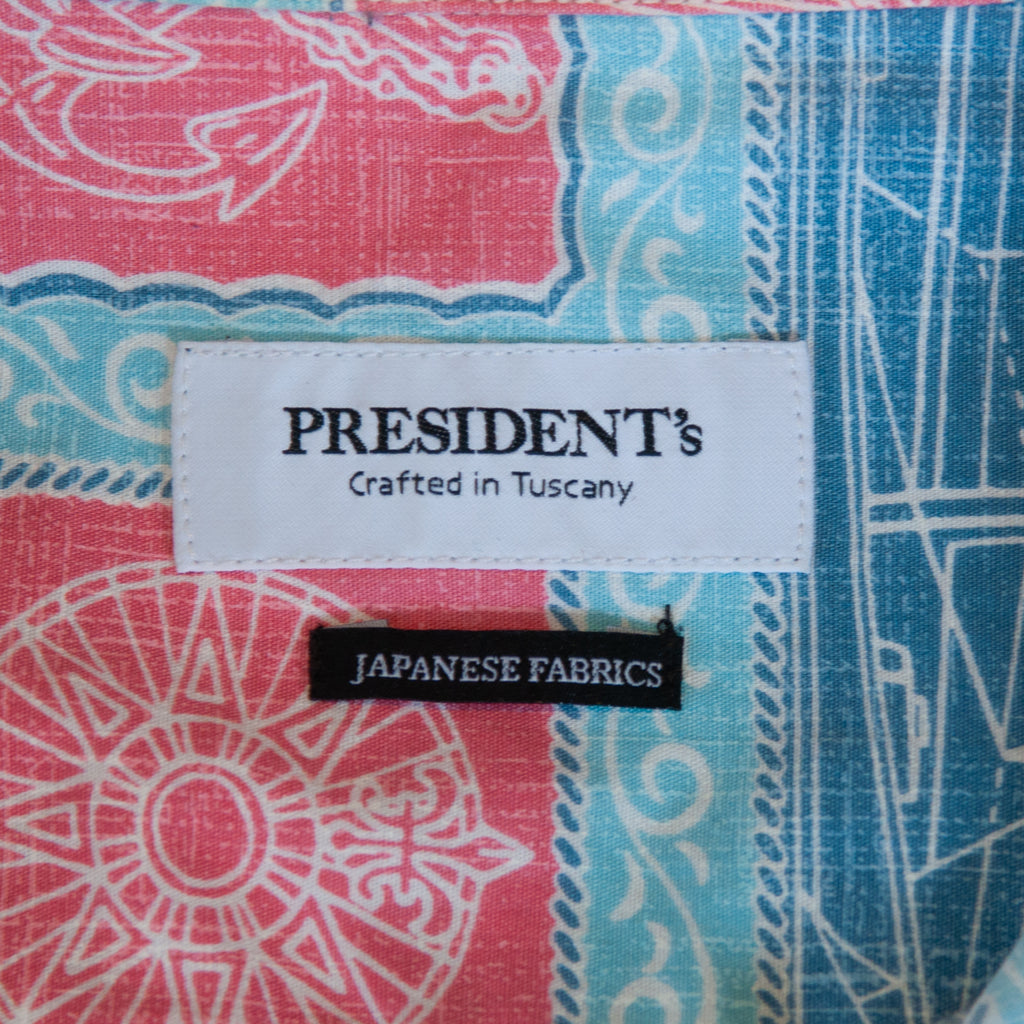 PRESIDENT's
Crafted in Tuscany
JAPANESE FABRICS